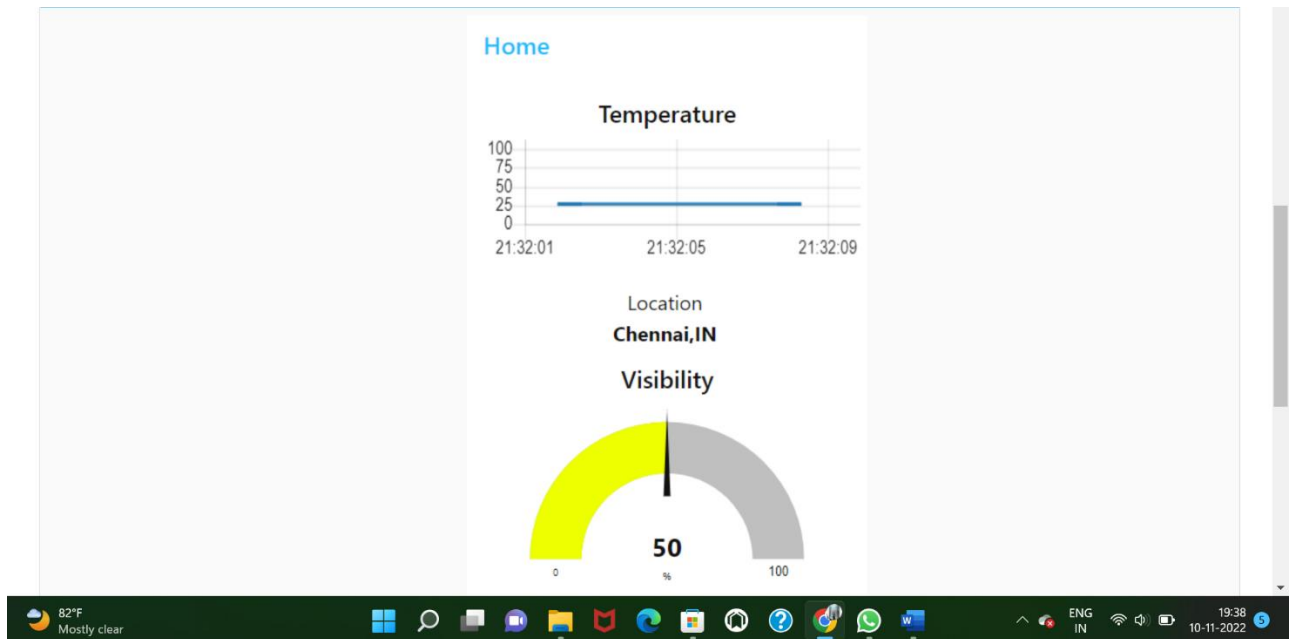 Home
Temperature
100
75
50
25
0
21:32:01 21:32:05 21:32:09
Location
Chennai,IN
Visibility
50
0 % 100
82°F
Mostly clear
ENG
IN
19:38
10-11-2022
5